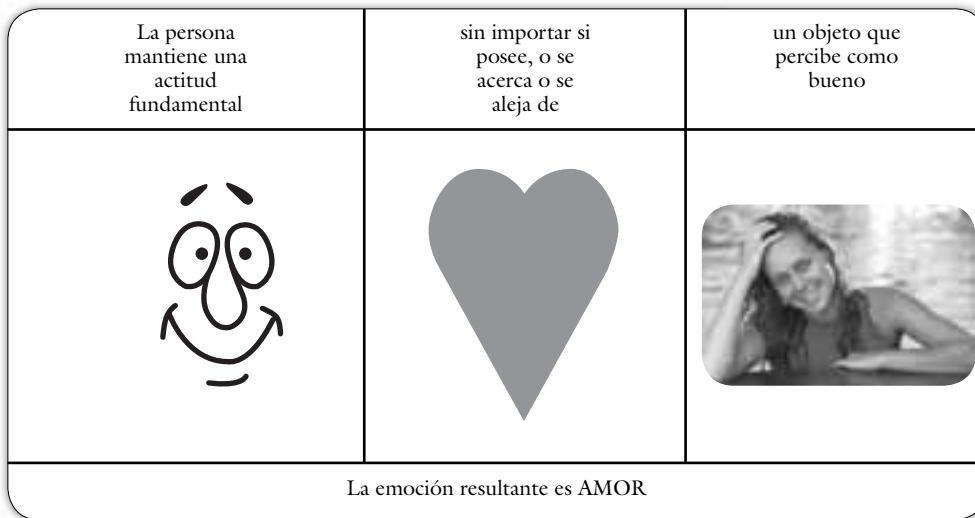 La persona
mantiene una
actitud
fundamental
sin importar si
posee, o se
acerca o se
aleja de
un objeto que
percibe como
bueno
La emoción resultante es AMOR